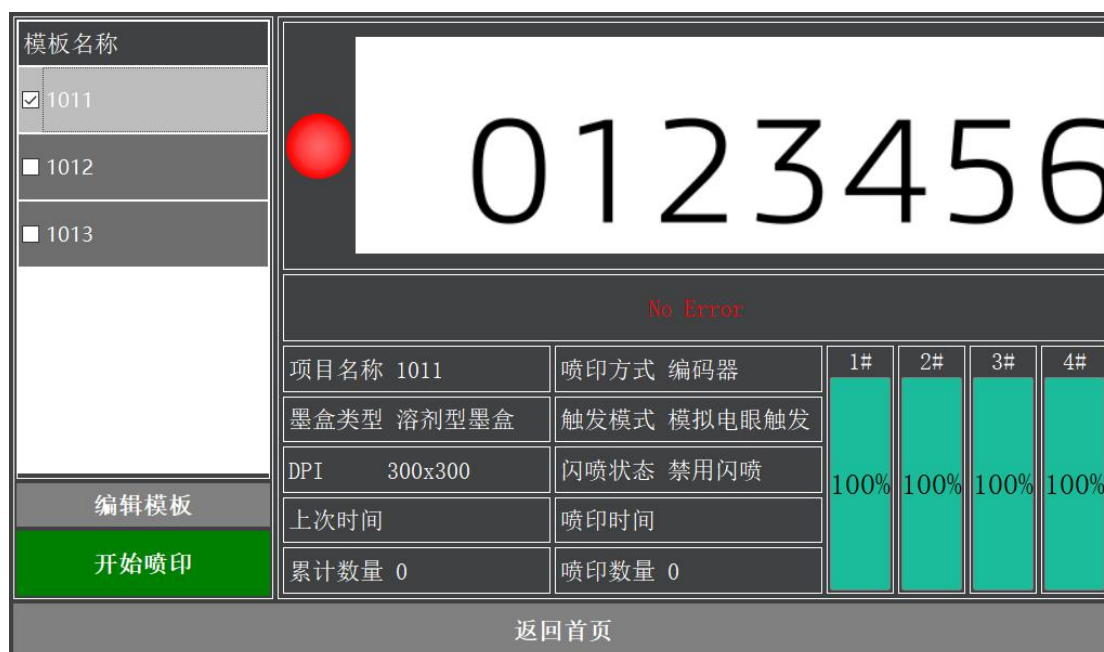 模板名称
1011
1012
1013
编辑模板
开始喷印
0123456
No Error
项目名称 1011
喷印方式 编码器
墨盒类型 溶剂型墨盒
触发模式 模拟电眼触发
DPI 300x300
闪喷状态 禁用闪喷
上次时间
喷印时间
累计数量 0
喷印数量 0
1# 2# 3# 4#
100% 100% 100% 100%
返回首页